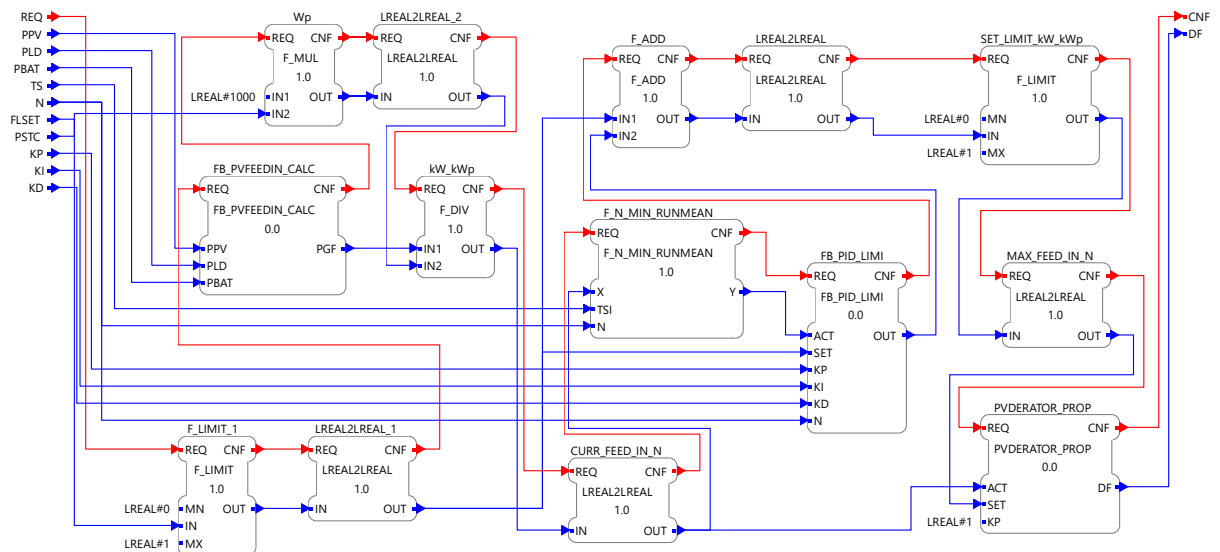 REQ
PPV
PLD
PBAT
TS
N
FLSET
PSTC
KP
KI
KD
Wp
REQ CNF
F_MUL
1.0
LREAL#1000 IN1 OUT
IN2
LREAL2LREAL_2
REQ CNF
LREAL2LREAL
1.0
IN OUT
FB_PVFEEDIN_CALC
REQ CNF
FB_PVFEEDIN_CALC
0.0
PPV PGF
PLD
PBAT
kW_kWp
REQ CNF
F_DIV
1.0
IN1 OUT
IN2
F_LIMIT_1
REQ CNF
F_LIMIT
1.0
LREAL#0 MN OUT
IN
LREAL#1 MX
LREAL2LREAL_1
REQ CNF
LREAL2LREAL
1.0
IN OUT
CURR_FEED_IN_N
REQ CNF
LREAL2LREAL
1.0
IN OUT
F_N_MIN_RUNMEAN
REQ CNF
F_N_MIN_RUNMEAN
1.0
X Y
TSI
N
F_ADD
REQ CNF
F_ADD
1.0
IN1 OUT
IN2
LREAL2LREAL
REQ CNF
LREAL2LREAL
1.0
IN OUT
FB_PID_LIMI
REQ CNF
FB_PID_LIMI
0.0
ACT OUT
SET
KP
KI
KD
N
SET_LIMIT_kW_kWp
REQ CNF
F_LIMIT
1.0
LREAL#0 MN OUT
IN
LREAL#1 MX
MAX_FEED_IN_N
REQ CNF
LREAL2LREAL
1.0
IN OUT
PVDERATOR_PROP
REQ CNF
PVDERATOR_PROP
0.0
ACT DF
SET
LREAL#1 KP
CNF
DF